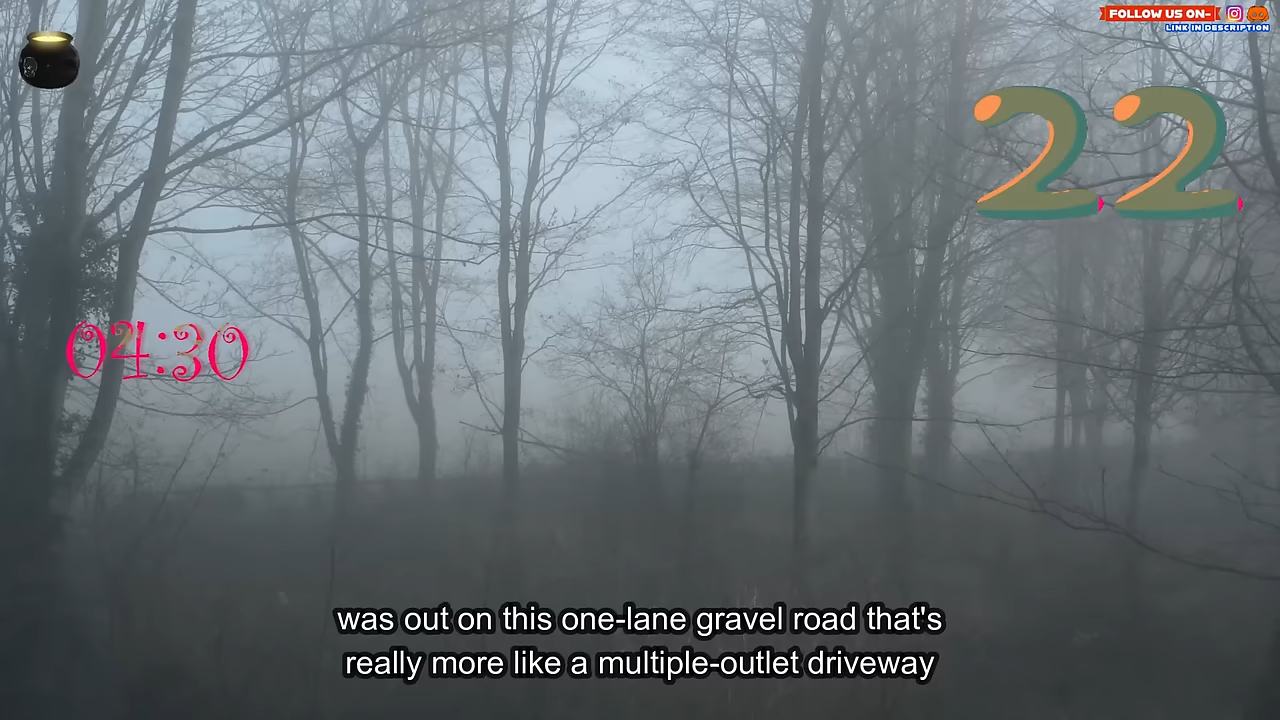 FOLLOW US ON-
LINK IN DESCRIPTION
22
04:30
was out on this one-lane gravel road that's
really more like a multiple-outlet driveway